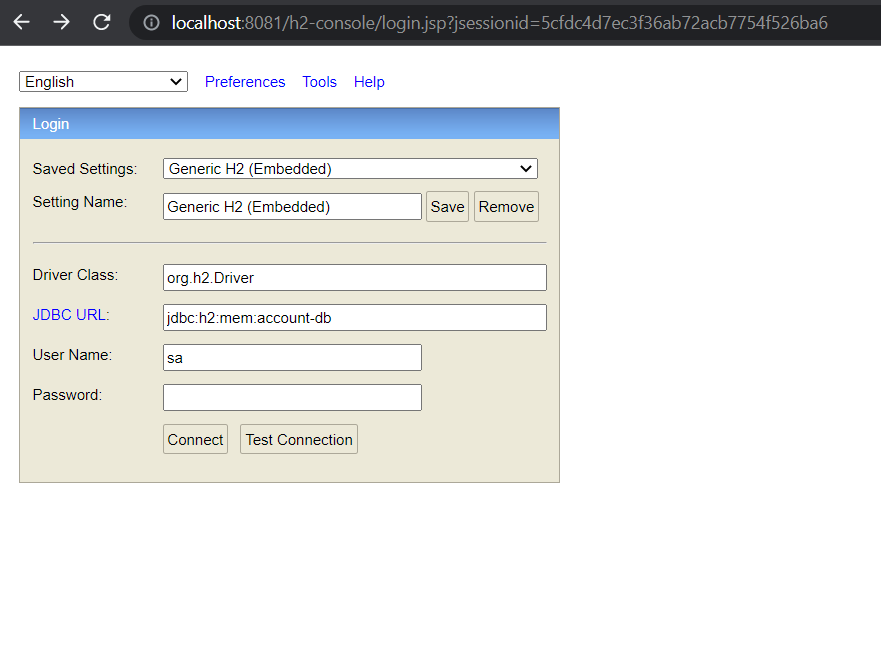 localhost:8081/h2-console/login.jsp?jsessionid=5cfdc4d7ec3f36ab72acb7754f526ba6
English Preferences Tools Help
Login
Saved Settings: Generic H2 (Embedded)
Setting Name: Generic H2 (Embedded) Save Remove
Driver Class: org.h2.Driver
JDBC URL: jdbc:h2:mem:account-db
User Name: sa
Password:
Connect Test Connection